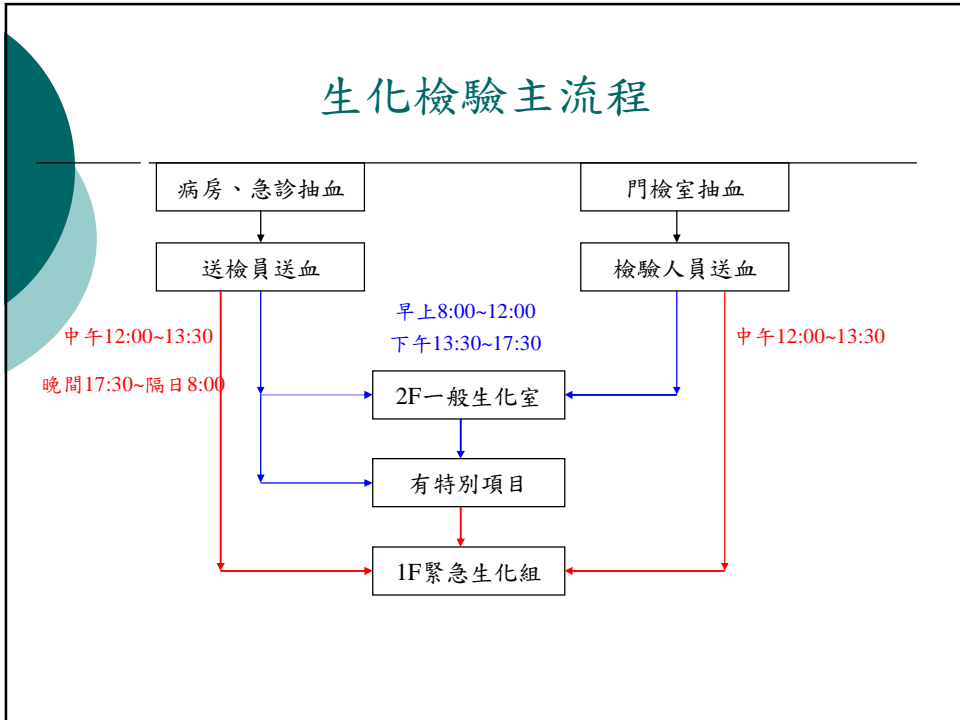 生化檢驗主流程
病房、急診抽血
門檢室抽血
送檢員送血
檢驗人員送血
早上8:00~12:00
下午13:30~17:30
中午12:00~13:30
中午12:00~13:30
晚間17:30~隔日8:00
2F一般生化室
有特別項目
1F緊急生化組